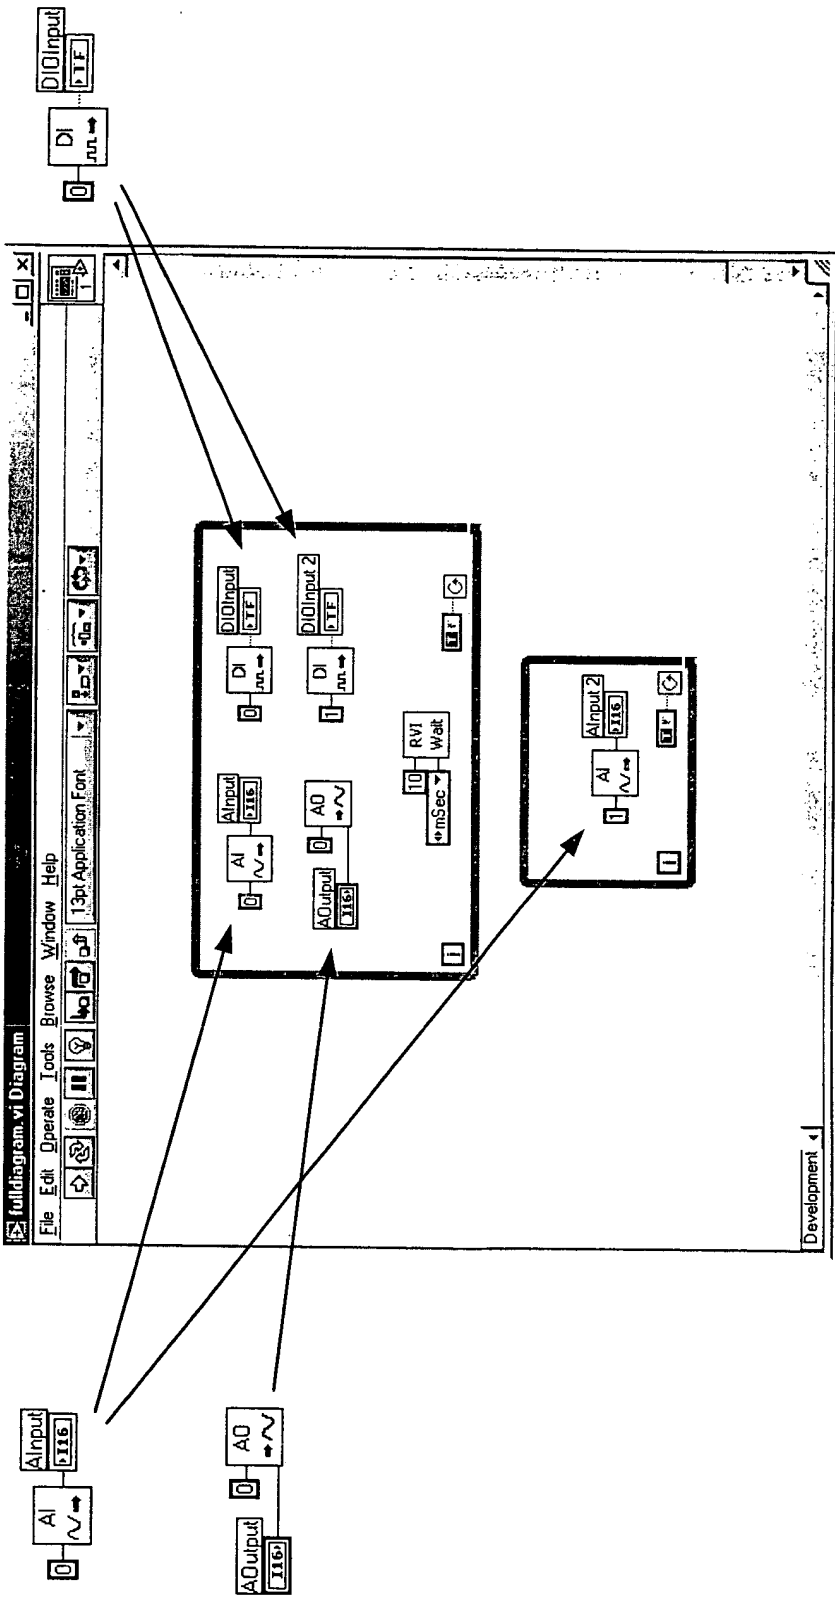 AInput
I16
AI
0
AO
0
AOutput
I16
DIOInput
TF
DI
0
fulldiagram.vi Diagram
File Edit Operate Tools Browse Window Help
13pt Application Font
1
AInput
I16
AI
0
DIOInput
TF
DI
0
AOutput
I16
0
AO
DIOInput 2
TF
DI
1
10
RVI
Wait
mSec
i
AInput 2
I16
AI
1
i
Development